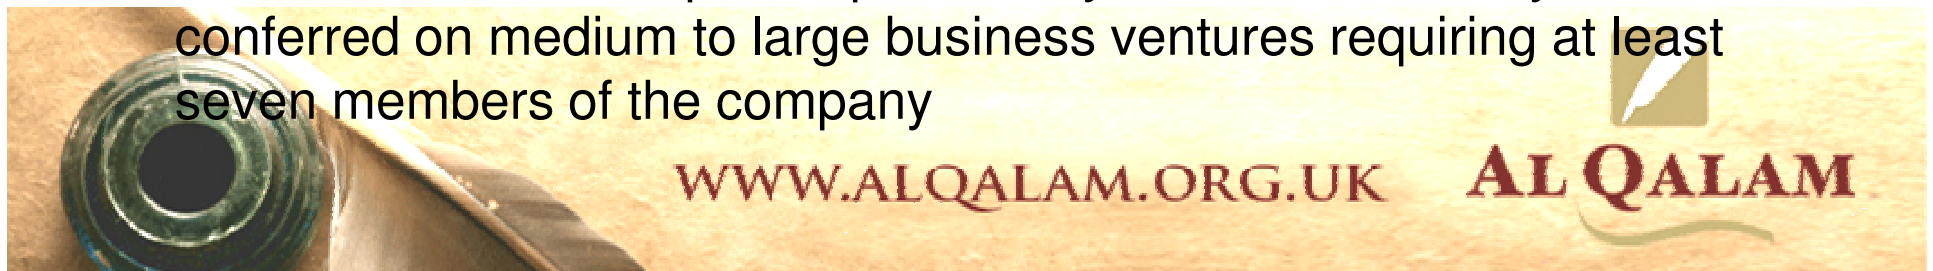 conferred on medium to large business ventures requiring at least
seven members of the company
WWW.ALQALAM.ORG.UK
AL QALAM